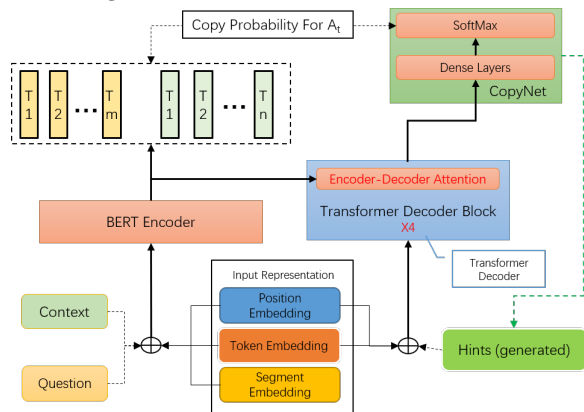 Copy Probability For At
SoftMax
Dense Layers
CopyNet
T
1
T
2
...
T
m
T
1
T
2
...
T
n
Encoder-Decoder Attention
Transformer Decoder Block
X4
BERT Encoder
Transformer
Decoder
Input Representation
Position
Embedding
Token Embedding
Segment
Embedding
Context
Question
Hints (generated)